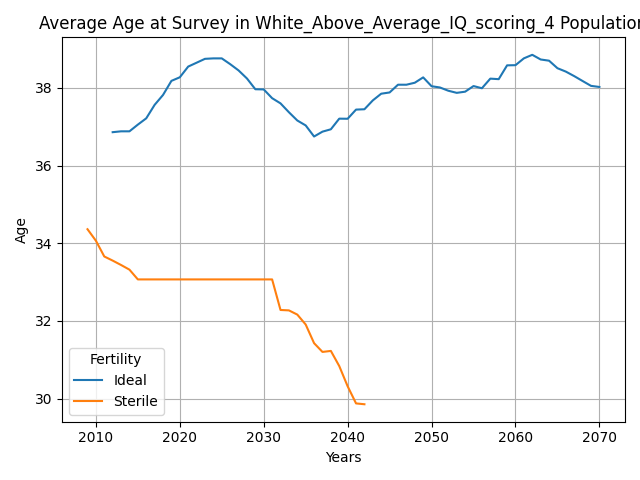 Average Age at Survey in White_Above_Average_IQ_scoring_4 Population
Age
38
36
34
32
30
Fertility
Ideal
Sterile
2010 2020 2030 2040 2050 2060 2070
Years